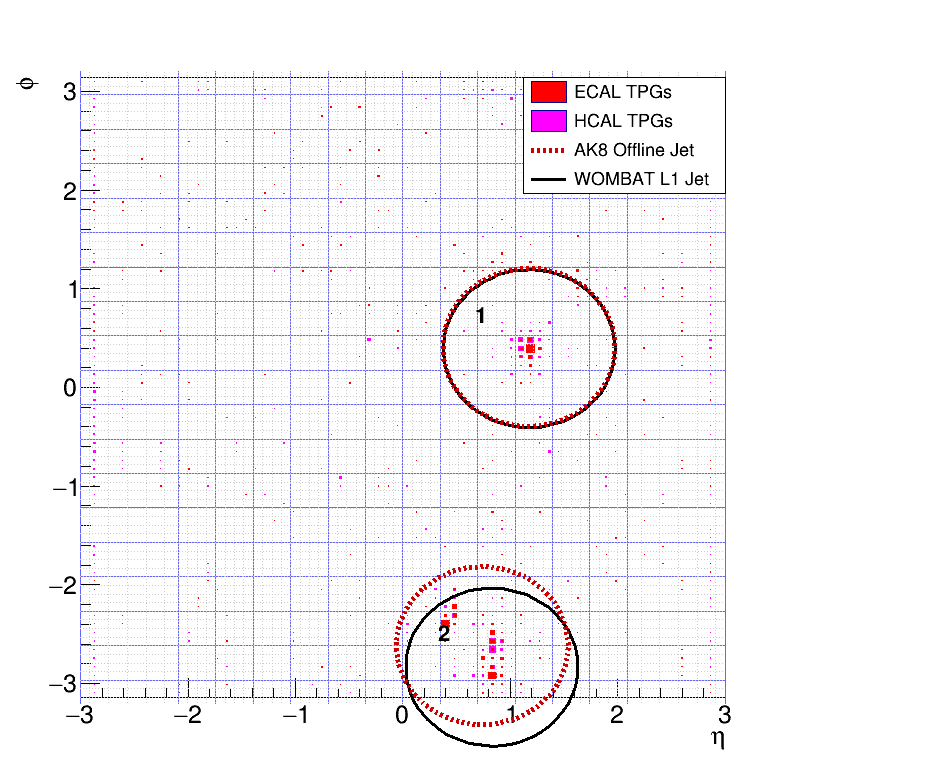 ϕ
3
ECAL TPGs
HCAL TPGs
AK8 Offline Jet
WOMBAT L1 Jet
2
1
1
0
−1
−2
2
−3
−3 −2 −1 0 1 2 3
η